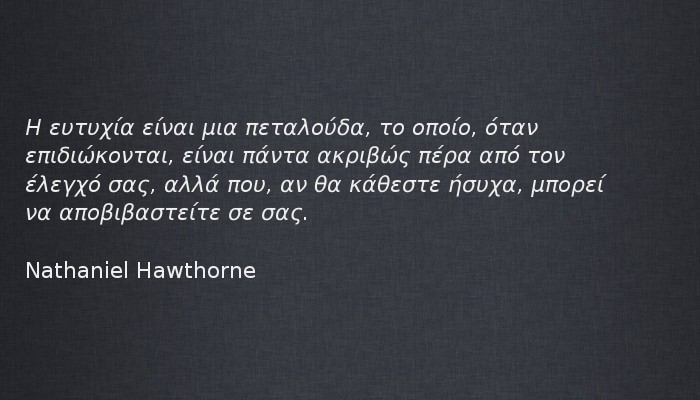 Η ευτυχία είναι μια πεταλούδα, το οποίο, όταν
επιδιώκονται, είναι πάντα ακριβώς πέρα από τον
έλεγχό σας, αλλά που, αν θα κάθεστε ήσυχα, μπορεί
να αποβιβαστείτε σε σας.
Nathaniel Hawthorne